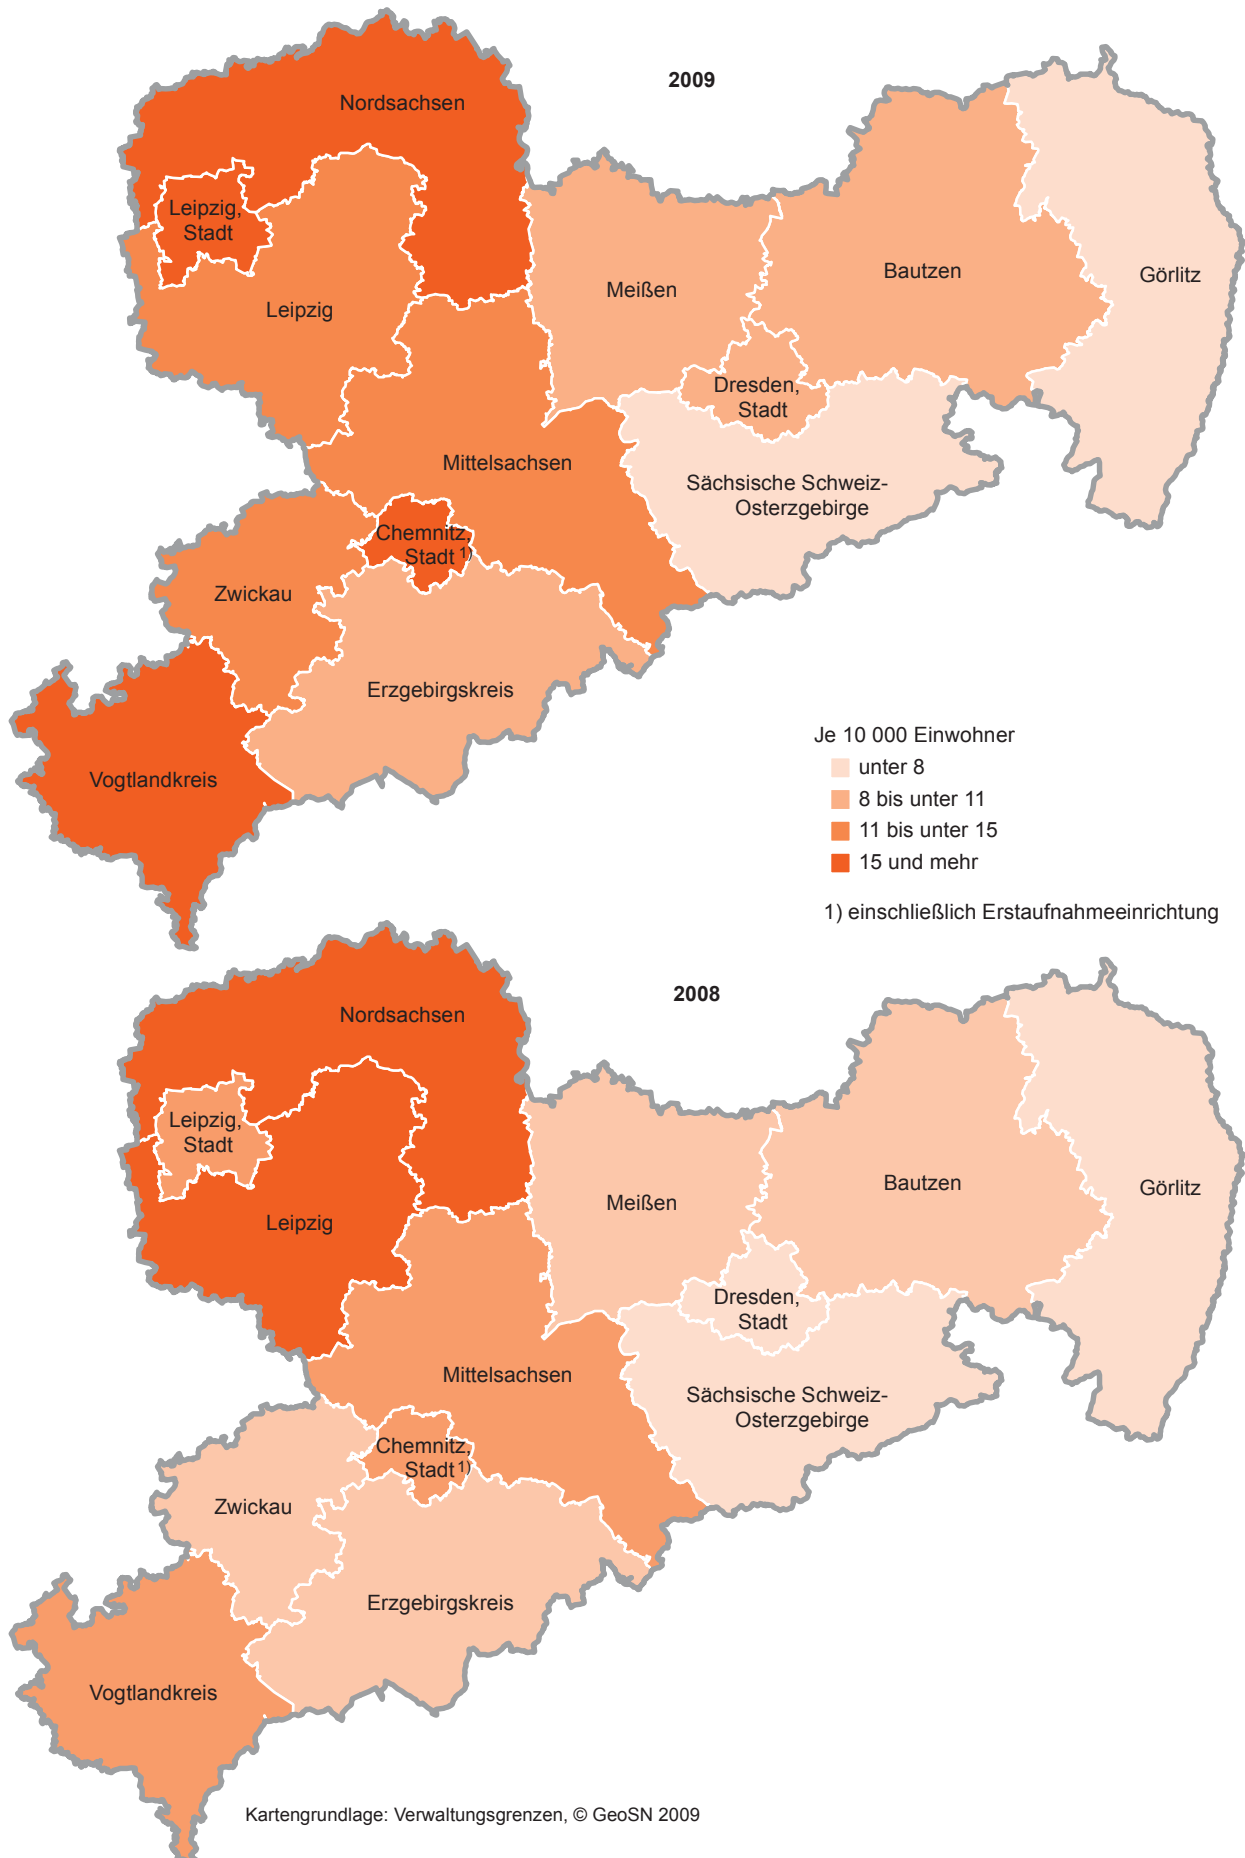 2009
Nordsachsen
Leipzig,
Stadt
Leipzig
Meißen
Bautzen
Görlitz
Dresden,
Stadt
Mittelsachsen
Sächsische Schweiz-
Osterzgebirge
Chemnitz,
Stadt 1)
Zwickau
Erzgebirgskreis
Vogtlandkreis
Je 10 000 Einwohner
unter 8
8 bis unter 11
11 bis unter 15
15 und mehr
1) einschließlich Erstaufnahmeeinrichtung
2008
Nordsachsen
Leipzig,
Stadt
Leipzig
Meißen
Bautzen
Görlitz
Dresden,
Stadt
Mittelsachsen
Sächsische Schweiz-
Osterzgebirge
Chemnitz,
Stadt 1)
Zwickau
Erzgebirgskreis
Vogtlandkreis
Kartengrundlage: Verwaltungsgrenzen, © GeoSN 2009